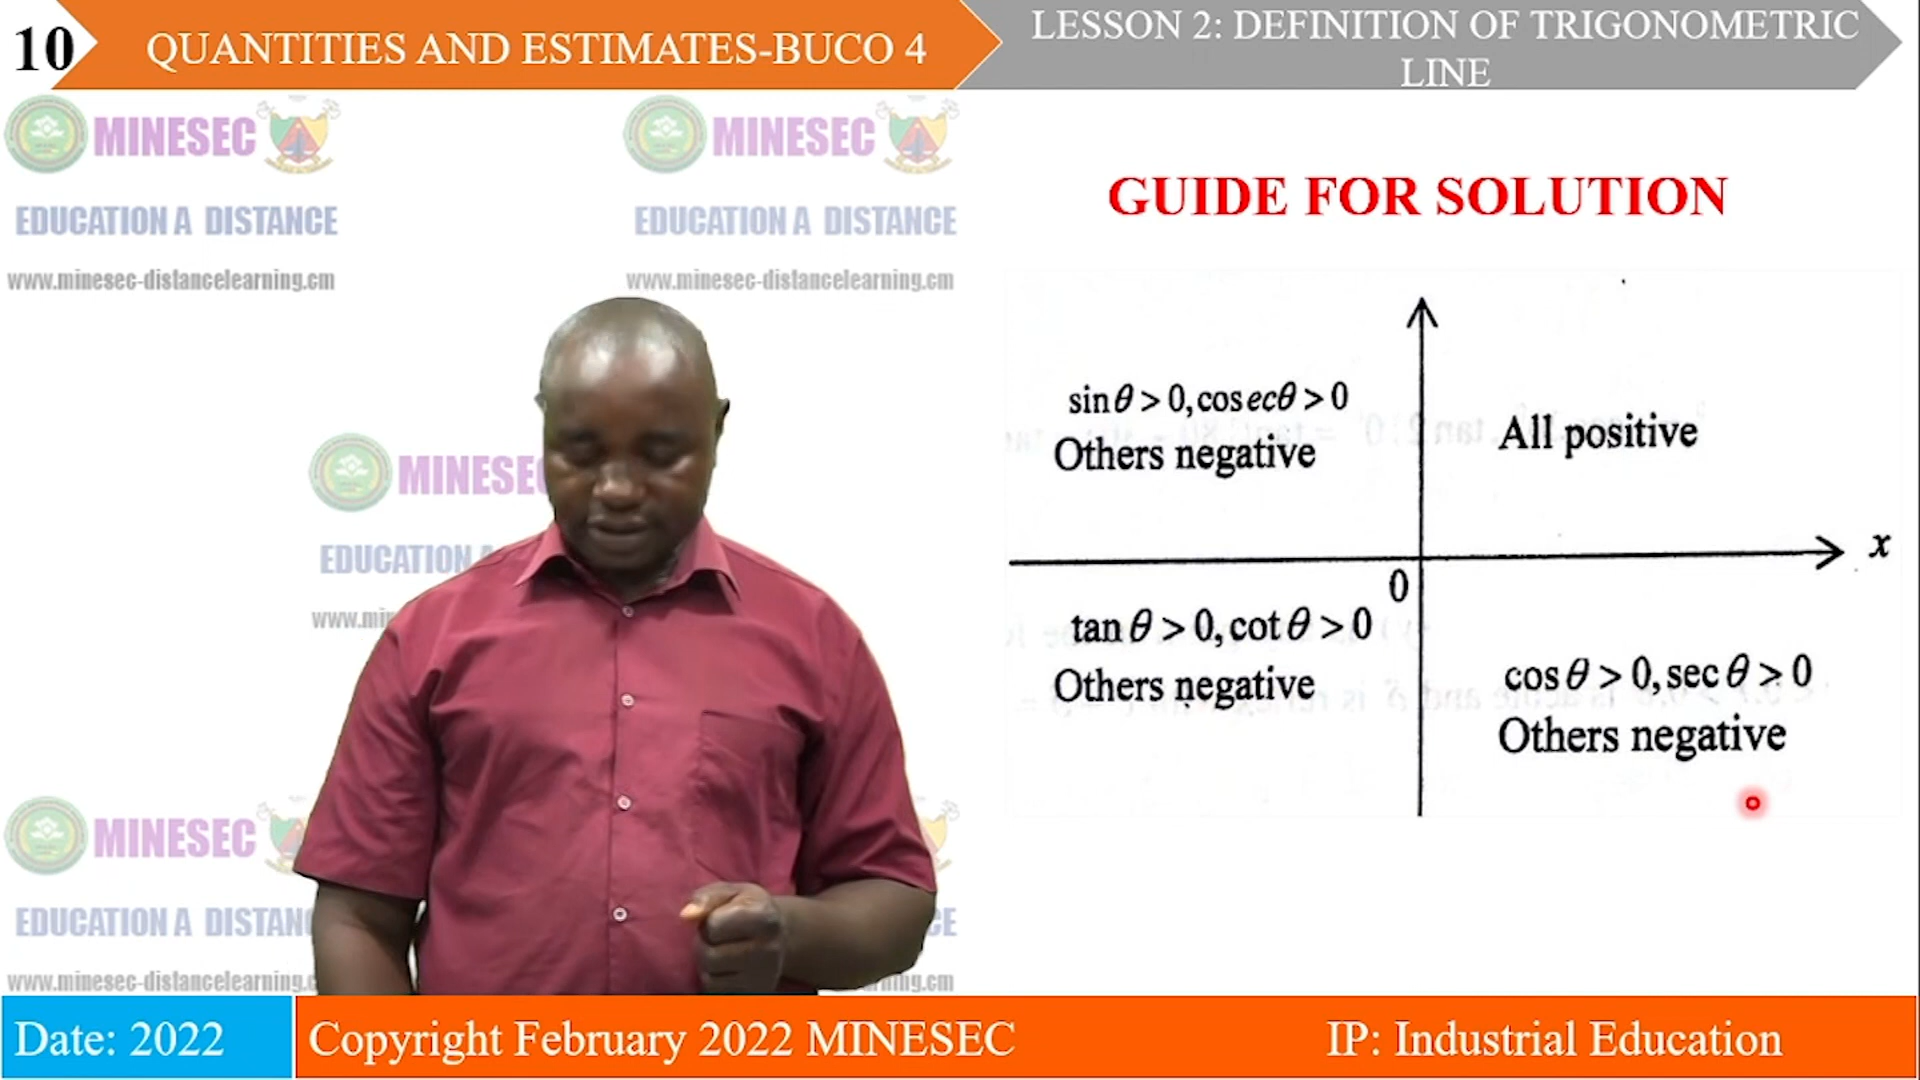 10
QUANTITIES AND ESTIMATES-BUCO 4
LESSON 2: DEFINITION OF TRIGONOMETRIC
LINE
MINESEC
EDUCATION A DISTANCE
www.minesec-distancelearning.cm
MINESEC
EDUCATION A DISTANCE
www.minesec-distancelearning.cm
GUIDE FOR SOLUTION
sinθ > 0, cosecθ > 0
Others negative
All positive
x
0
tan θ > 0, cot θ > 0
Others negative
cos θ > 0, sec θ > 0
Others negative
MINESEC
EDUCATION
MINESEC
EDUCATION A DISTANCE
www.minesec-distancelearning.cm
Date: 2022
Copyright February 2022 MINESEC
IP: Industrial Education